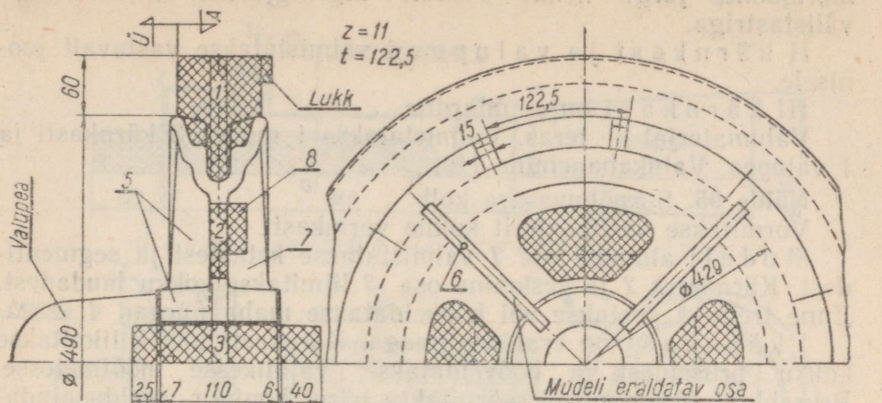 Ü A
z = 11
t = 122,5
60
1
Lukk
15
122,5
8
Valupea
5
2
7
6
ø 429
ø 1490
3
25 7 110 6 40
Mudeli eraldatav osa